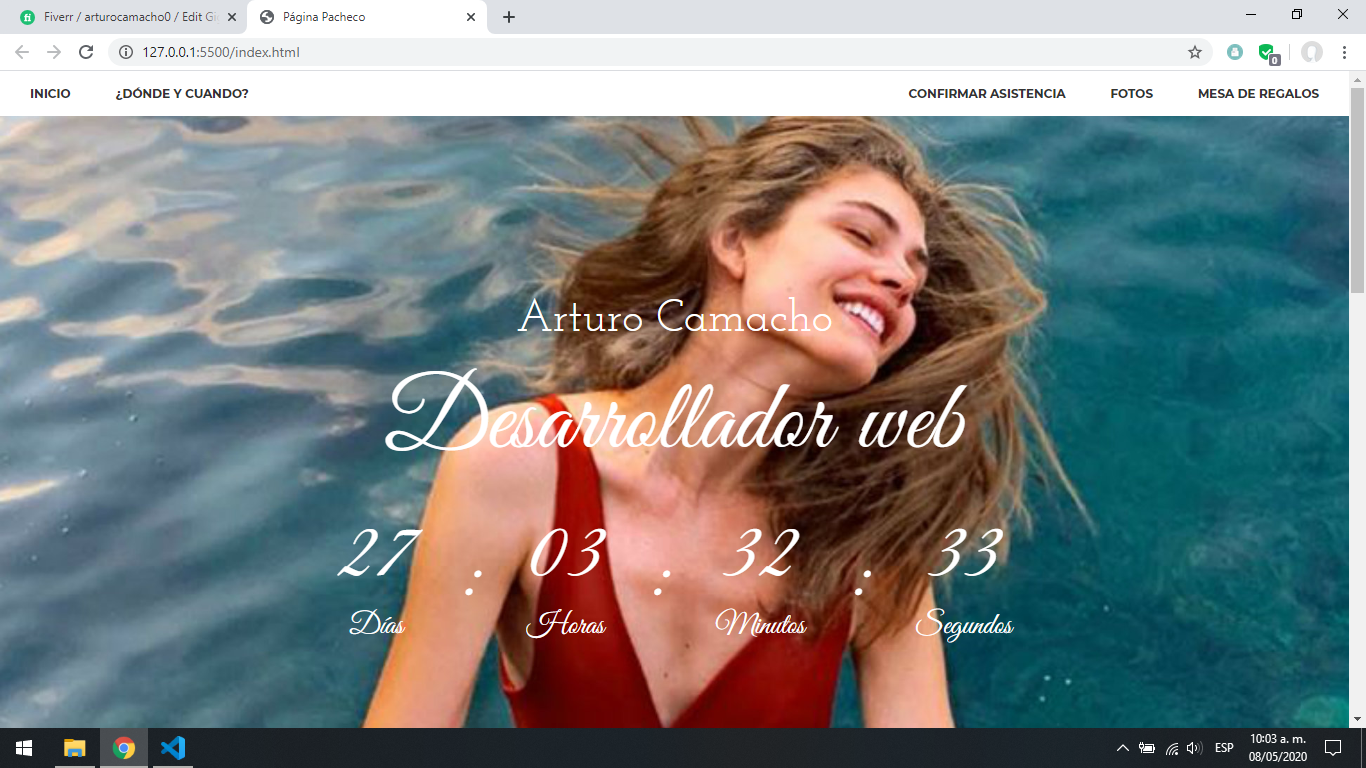 Fiverr / arturocamacho0 / Edit Gi
Página Pacheco
127.0.0.1:5500/index.html
0
INICIO ¿DÓNDE Y CUANDO? CONFIRMAR ASISTENCIA FOTOS MESA DE REGALOS
Arturo Camacho
Desarrollador web
27 : 03 : 32 : 33
Días Horas Minutos Segundos
ESP
10:03 a. m.
08/05/2020